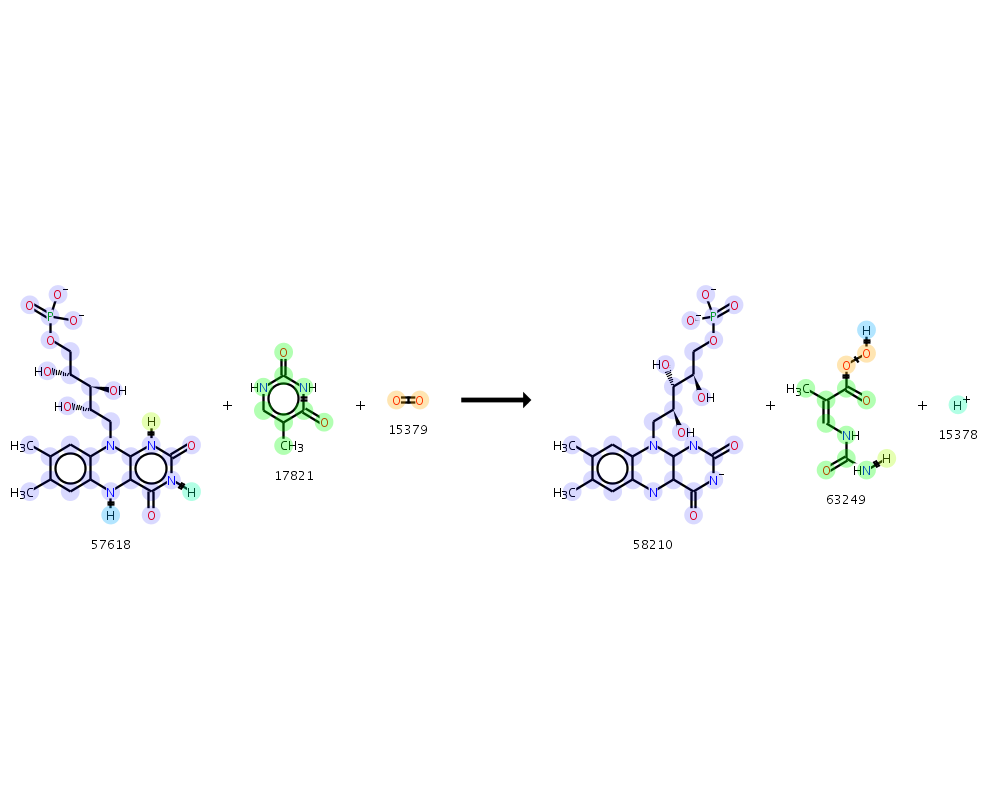 O O⁻
P
O O⁻
O
HO
OH
HO
H
H₃C N N O
H₃C N N H
H O
57618
+
O
HN NH
O
CH₃
17821
+
O O
15379
O⁻
O⁻ P O
O
HO
OH
OH
H₃C N N O
H₃C N N⁻
O
58210
+
H
O
O
H₃C O
NH
O HN H
63249
+
H⁺
15378